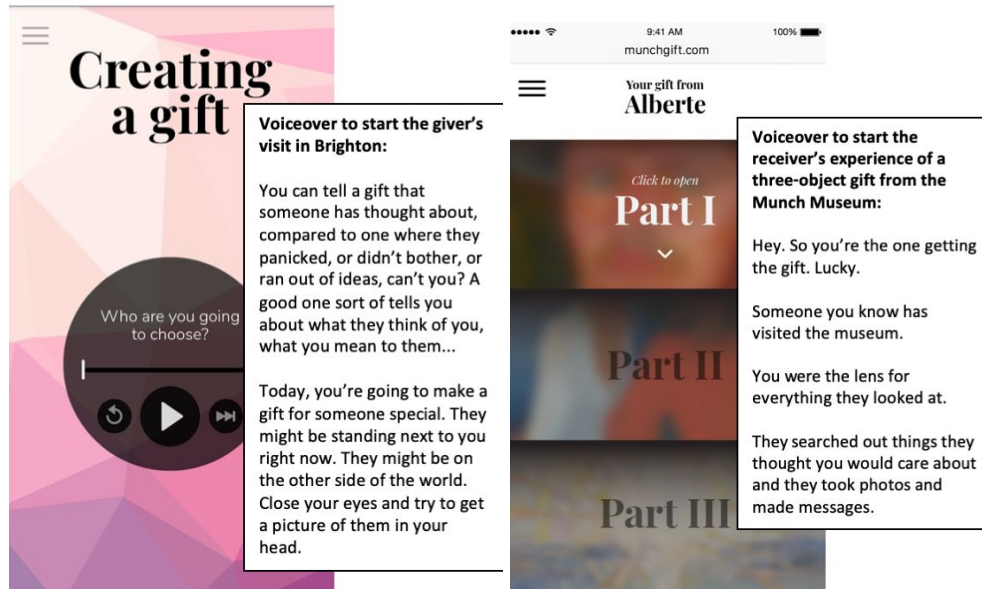 Creating
a gift
Who are you going
to choose?
Voiceover to start the giver’s
visit in Brighton:
You can tell a gift that
someone has thought about,
compared to one where they
panicked, or didn’t bother, or
ran out of ideas, can’t you? A
good one sort of tells you
about what they think of you,
what you mean to them...
Today, you’re going to make a
gift for someone special. They
might be standing next to you
right now. They might be on
the other side of the world.
Close your eyes and try to get
a picture of them in your
head.
9:41 AM
100%
munchgift.com
Your gift from
Alberte
Click to open
Part I
Part II
Part III
Voiceover to start the
receiver’s experience of a
three-object gift from the
Munch Museum:
Hey. So you’re the one getting
the gift. Lucky.
Someone you know has
visited the museum.
You were the lens for
everything they looked at.
They searched out things they
thought you would care about
and they took photos and
made messages.